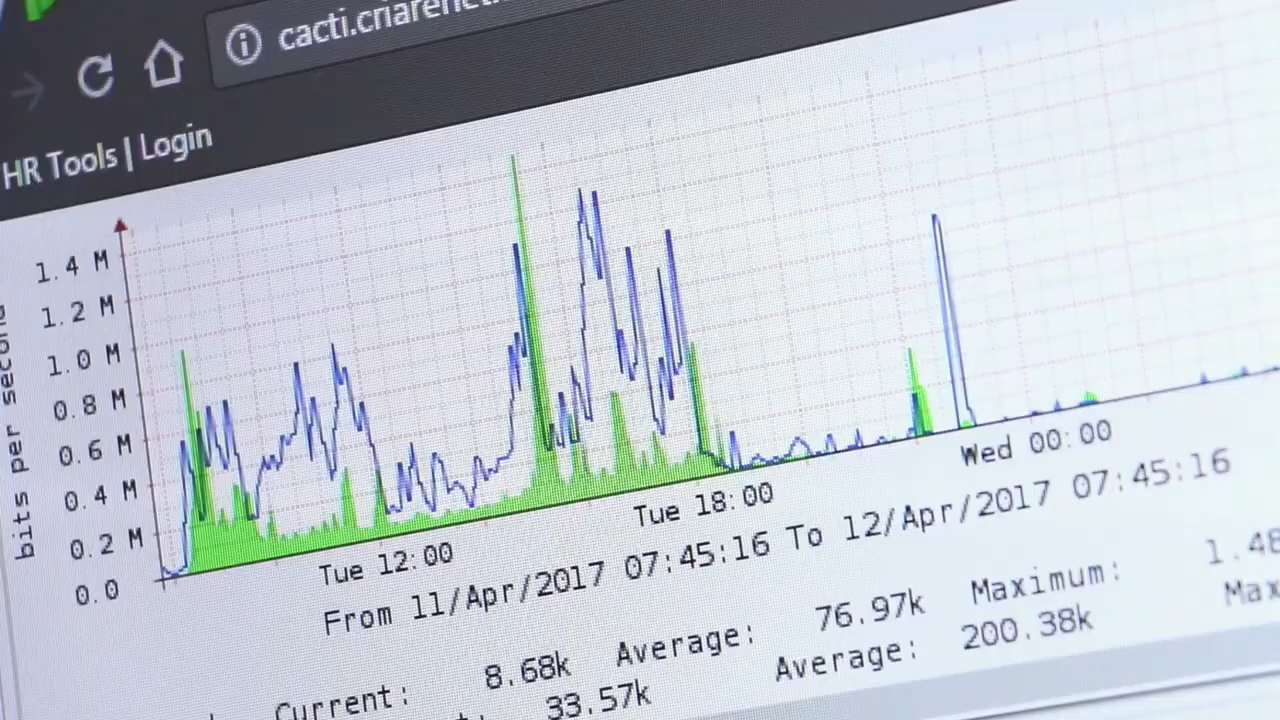 cacti.criarenet.
HR Tools | Login
bits per second
1.4 M
1.2 M
1.0 M
0.8 M
0.6 M
0.4 M
0.2 M
0.0
Tue 12:00 Tue 18:00 Wed 00:00
From 11/Apr/2017 07:45:16 To 12/Apr/2017 07:45:16
Current: 8.68k Average: 76.97k Maximum: 1.48
33.57k Average: 200.38k Max